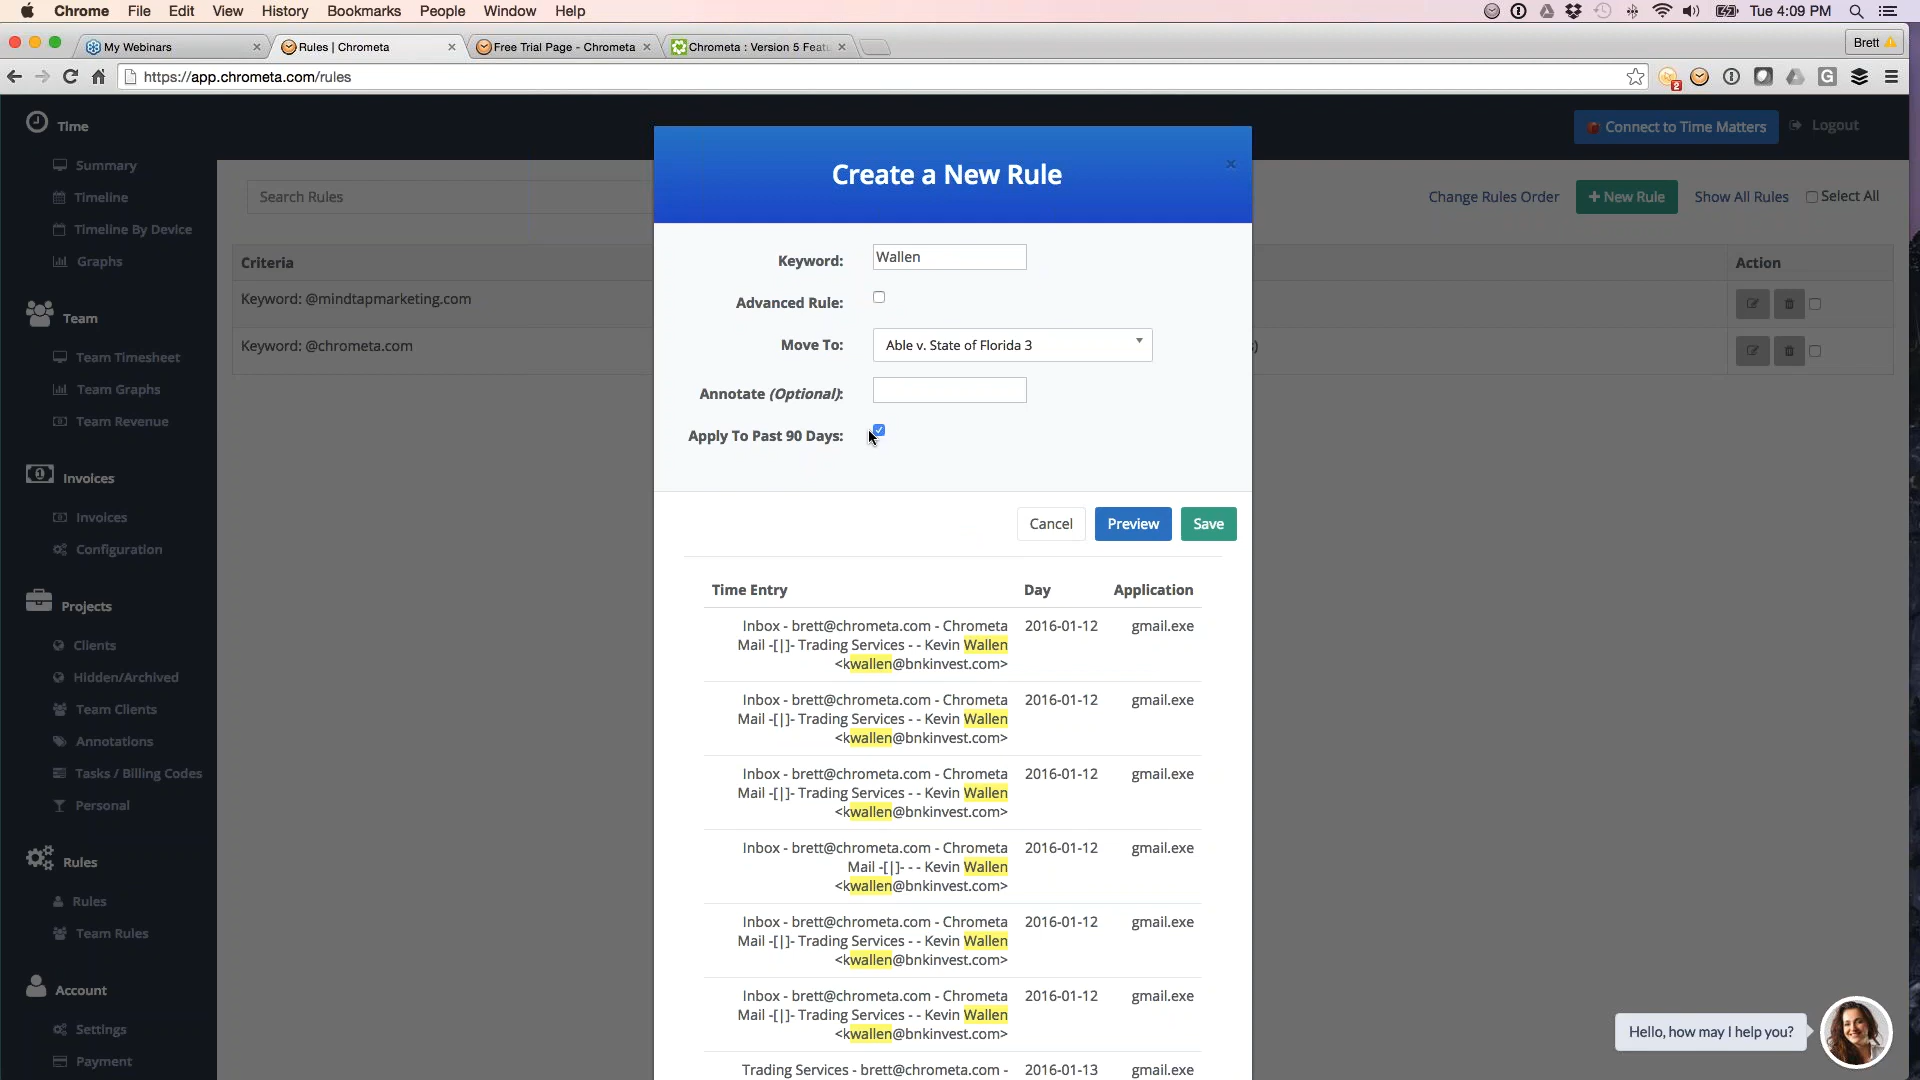 Chrome File Edit View History Bookmarks People Window Help Tue 4:09 PM
My Webinars Rules | Chrometa Free Trial Page - Chrometa Chrometa : Version 5 Featu Brett
https://app.chrometa.com/rules 2 G
Time
Summary
Timeline
Timeline By Device
Graphs
Team
Team Timesheet
Team Graphs
Team Revenue
Invoices
Invoices
Configuration
Projects
Clients
Hidden/Archived
Team Clients
Annotations
Tasks / Billing Codes
Personal
Rules
Rules
Team Rules
Account
Settings
Payment
Connect to Time Matters Logout
Search Rules
Change Rules Order + New Rule Show All Rules Select All
Criteria Action
Keyword: @mindtapmarketing.com
Keyword: @chrometa.com )
Create a New Rule ×
Keyword: Wallen
Advanced Rule:
Move To: Able v. State of Florida 3
Annotate (Optional):
Apply To Past 90 Days:
Cancel Preview Save
Time Entry Day Application
Inbox - brett@chrometa.com - Chrometa 2016-01-12 gmail.exe
Mail -[|]- Trading Services - - Kevin Wallen
<kwallen@bnkinvest.com>
Inbox - brett@chrometa.com - Chrometa 2016-01-12 gmail.exe
Mail -[|]- Trading Services - - Kevin Wallen
<kwallen@bnkinvest.com>
Inbox - brett@chrometa.com - Chrometa 2016-01-12 gmail.exe
Mail -[|]- Trading Services - - Kevin Wallen
<kwallen@bnkinvest.com>
Inbox - brett@chrometa.com - Chrometa 2016-01-12 gmail.exe
Mail -[|]- - - Kevin Wallen
<kwallen@bnkinvest.com>
Inbox - brett@chrometa.com - Chrometa 2016-01-12 gmail.exe
Mail -[|]- Trading Services - - Kevin Wallen
<kwallen@bnkinvest.com>
Inbox - brett@chrometa.com - Chrometa 2016-01-12 gmail.exe
Mail -[|]- Trading Services - - Kevin Wallen
<kwallen@bnkinvest.com>
Trading Services - brett@chrometa.com - 2016-01-13 gmail.exe
Hello, how may I help you?